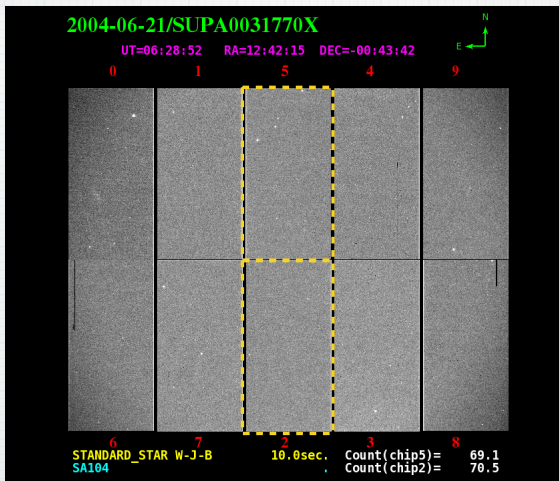 2004-06-21/SUPA0031770X
N
E
UT=06:28:52 RA=12:42:15 DEC=-00:43:42
0 1 5 4 9
6 7 2 3 8
STANDARD_STAR W-J-B 10.0sec. Count(chip5)= 69.1
SA104 . Count(chip2)= 70.5